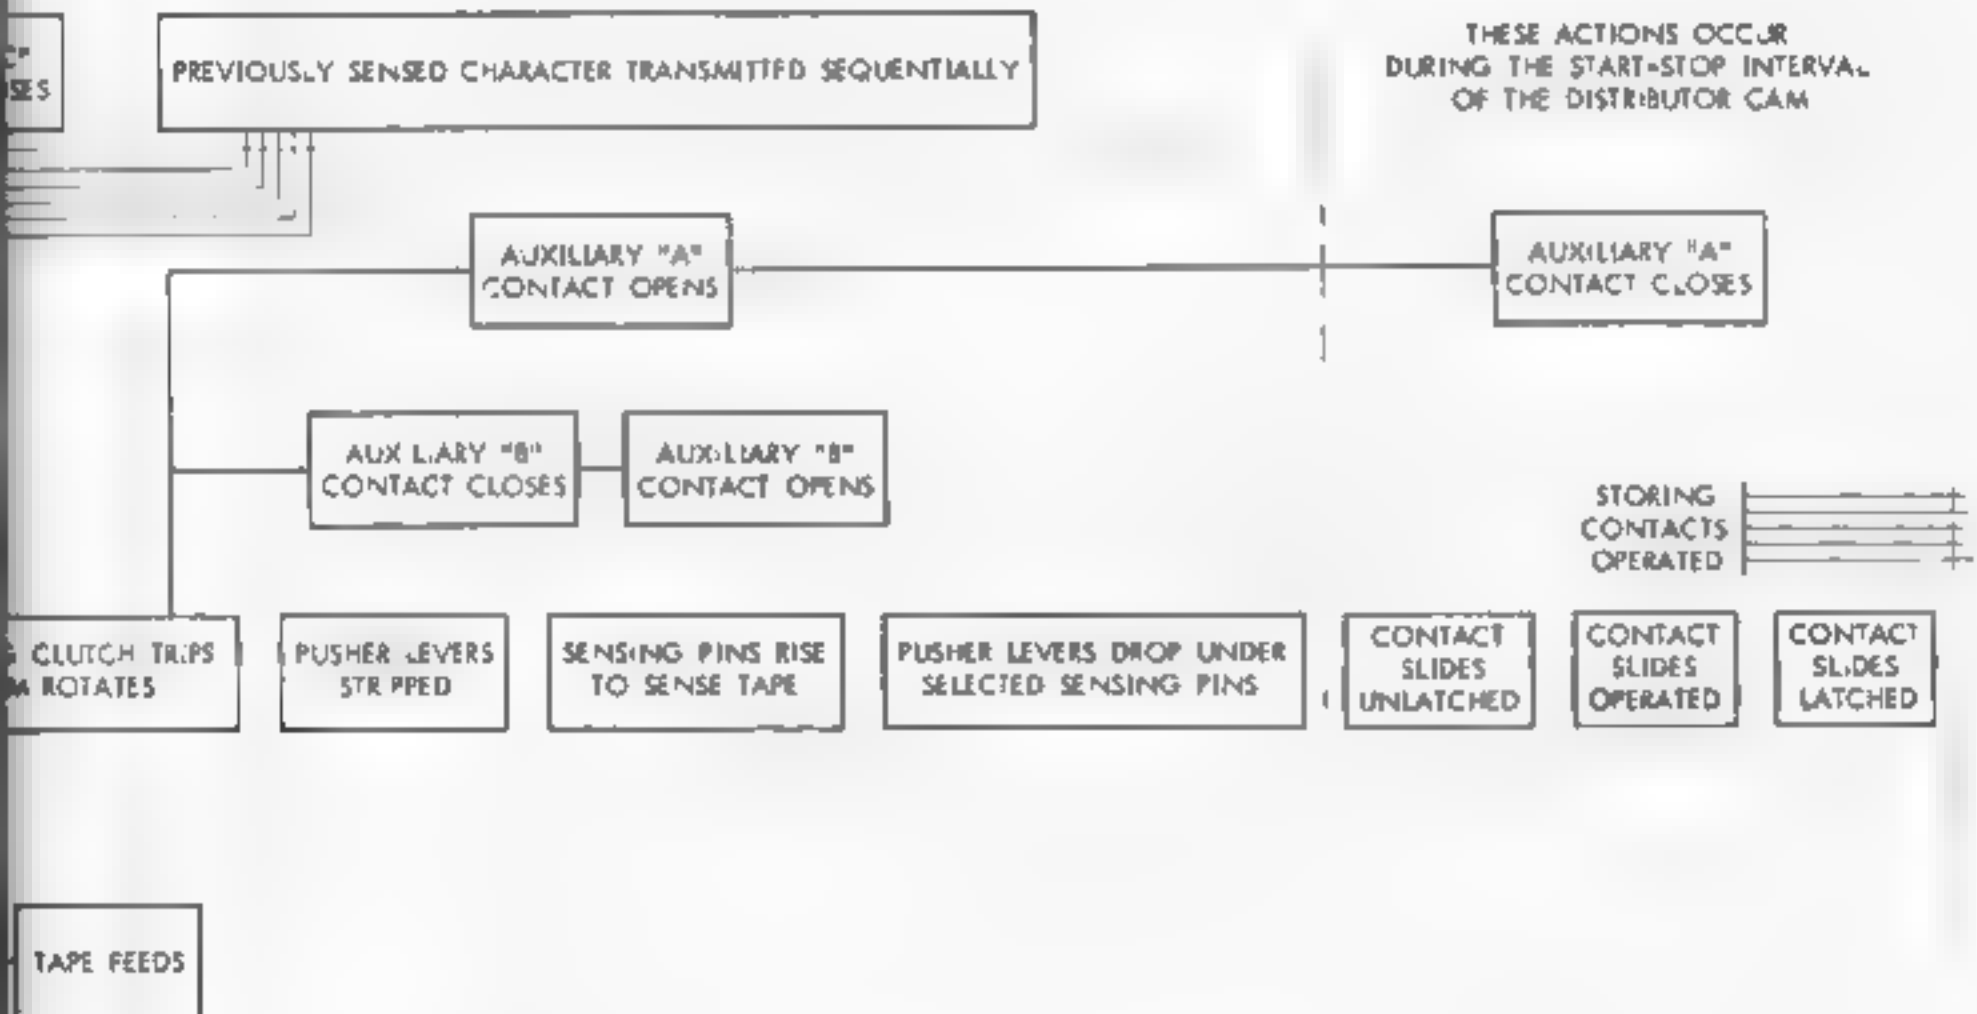 SES
PREVIOUSLY SENSED CHARACTER TRANSMITTED SEQUENTIALLY
THESE ACTIONS OCCUR
DURING THE START-STOP INTERVAL
OF THE DISTRIBUTOR CAM
AUXILIARY "A"
CONTACT OPENS
AUXILIARY "A"
CONTACT CLOSES
AUXILIARY "B"
CONTACT CLOSES
AUXILIARY "B"
CONTACT OPENS
STORING
CONTACTS
OPERATED
CLUTCH TRIPS
ROTATES
PUSHER LEVERS
STRIPPED
SENSING PINS RISE
TO SENSE TAPE
PUSHER LEVERS DROP UNDER
SELECTED SENSING PINS
CONTACT
SLIDES
UNLATCHED
CONTACT
SLIDES
OPERATED
CONTACT
SLIDES
LATCHED
TAPE FEEDS